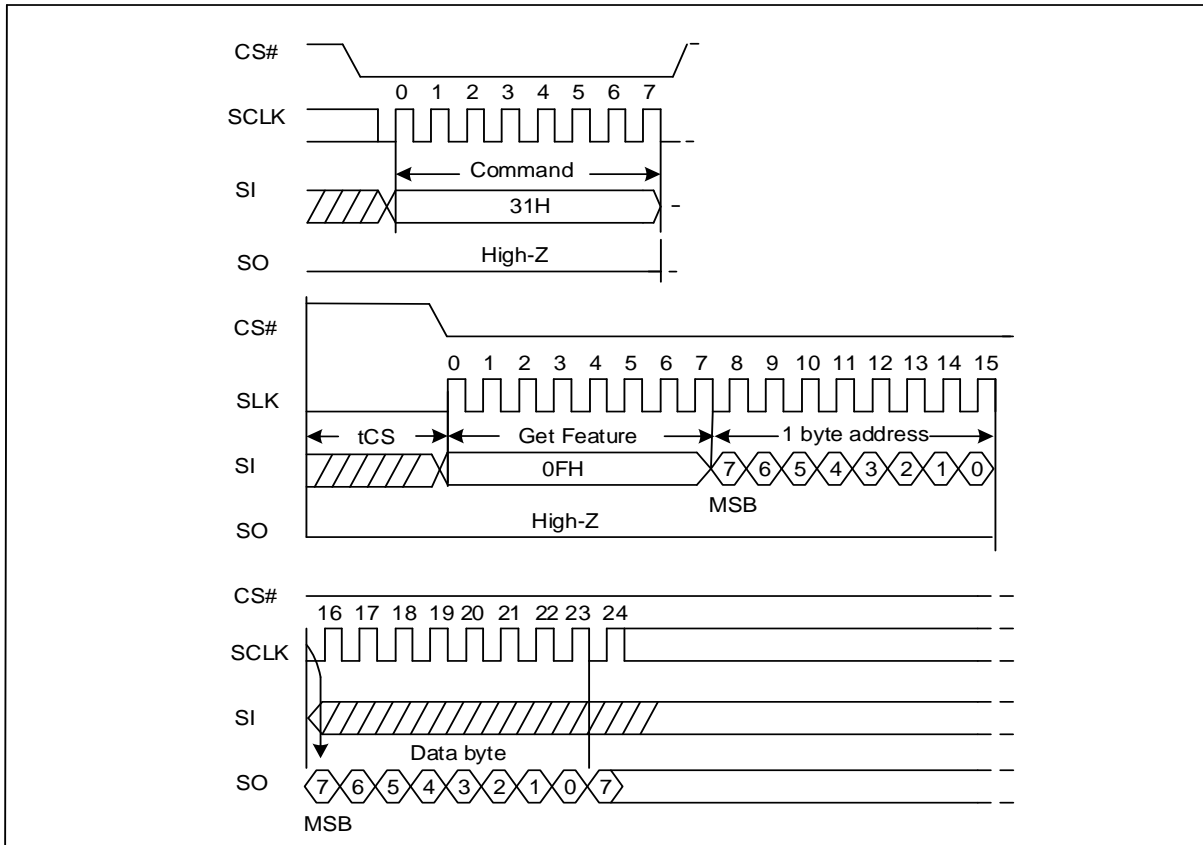 CS#
0 1 2 3 4 5 6 7
SCLK
Command
SI
31H
High-Z
SO
CS#
0 1 2 3 4 5 6 7 8 9 10 11 12 13 14 15
SLK
tCS Get Feature 1 byte address
SI
0FH 7 6 5 4 3 2 1 0
MSB
High-Z
SO
CS#
16 17 18 19 20 21 22 23 24
SCLK
SI
Data byte
SO 7 6 5 4 3 2 1 0 7
MSB